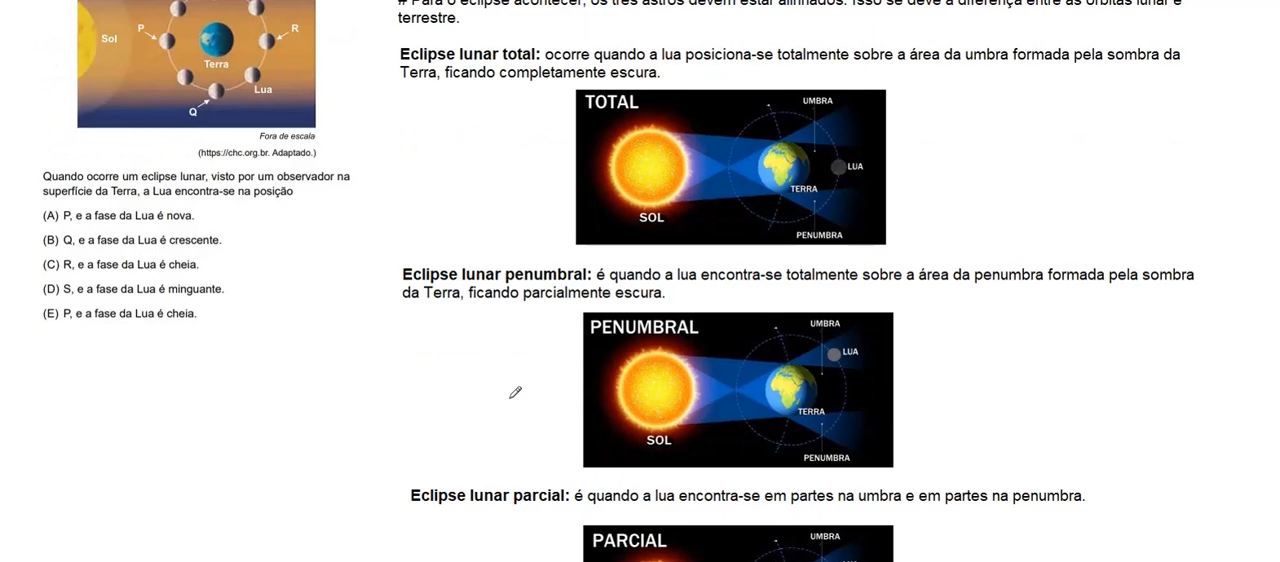 # Para o eclipse acontecer, os três astros devem estar alinhados. Isso se deve a diferença entre as órbitas lunar e
terrestre.
P
R
Sol
Terra
Lua
Q
Fora de escala
(https://chc.org.br. Adaptado.)
Quando ocorre um eclipse lunar, visto por um observador na
superfície da Terra, a Lua encontra-se na posição
(A) P, e a fase da Lua é nova.
(B) Q, e a fase da Lua é crescente.
(C) R, e a fase da Lua é cheia.
(D) S, e a fase da Lua é minguante.
(E) P, e a fase da Lua é cheia.
Eclipse lunar total: ocorre quando a lua posiciona-se totalmente sobre a área da umbra formada pela sombra da
Terra, ficando completamente escura.
TOTAL
UMBRA
LUA
TERRA
SOL
PENUMBRA
Eclipse lunar penumbral: é quando a lua encontra-se totalmente sobre a área da penumbra formada pela sombra
da Terra, ficando parcialmente escura.
PENUMBRAL
UMBRA
LUA
TERRA
SOL
PENUMBRA
Eclipse lunar parcial: é quando a lua encontra-se em partes na umbra e em partes na penumbra.
PARCIAL
UMBRA